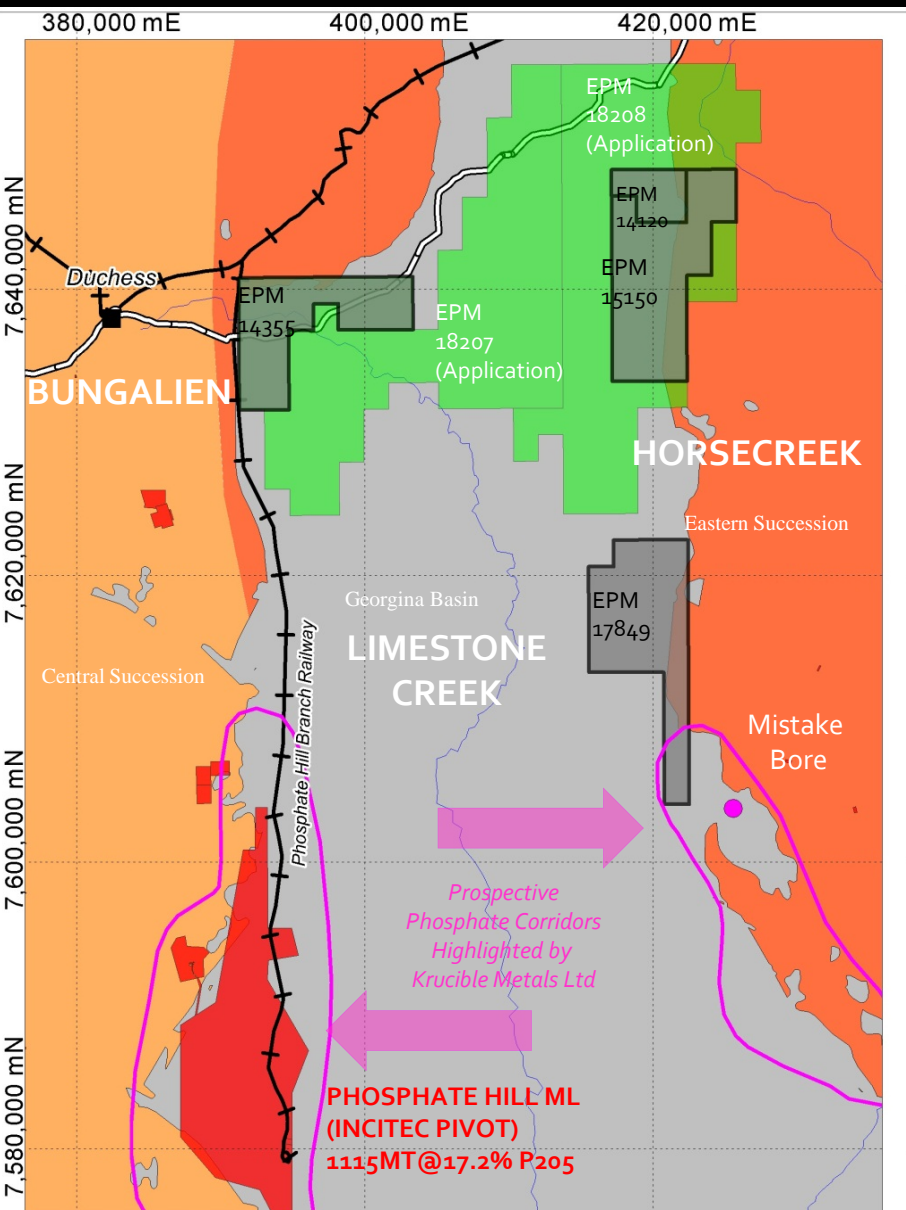 380,000 mE
400,000 mE
420,000 mE
7,640,000 mN
7,620,000 mN
7,600,000 mN
7,580,000 mN
EPM
18208
(Application)
EPM
14120
EPM
15150
Duchess
EPM
14355
EPM
18207
(Application)
BUNGALIEN
HORSECREEK
Eastern Succession
EPM
17849
Georgina Basin
LIMESTONE
CREEK
Central Succession
Phosphate Hill Branch Railway
Mistake
Bore
Prospective
Phosphate Corridors
Highlighted by
Krucible Metals Ltd
PHOSPHATE HILL ML
(INCITEC PIVOT)
1115MT@17.2% P205